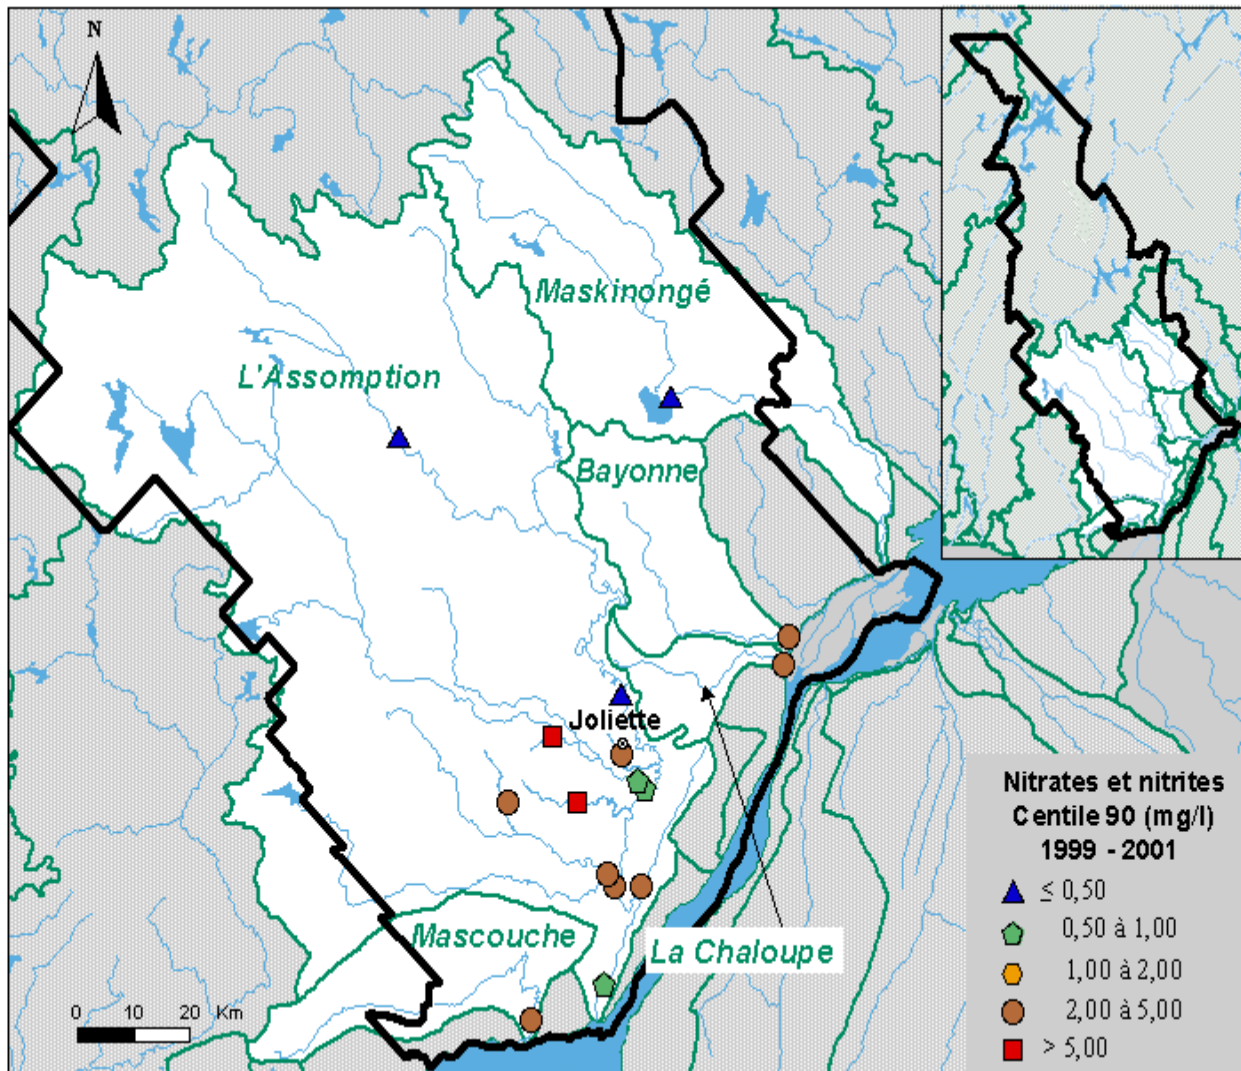 N
Maskinongé
L'Assomption
Bayonne
Joliette
Mascouche
La Chaloupe
0 10 20 Km
Nitrates et nitrites
Centile 90 (mg/l)
1999 - 2001
≤ 0,50
0,50 à 1,00
1,00 à 2,00
2,00 à 5,00
> 5,00